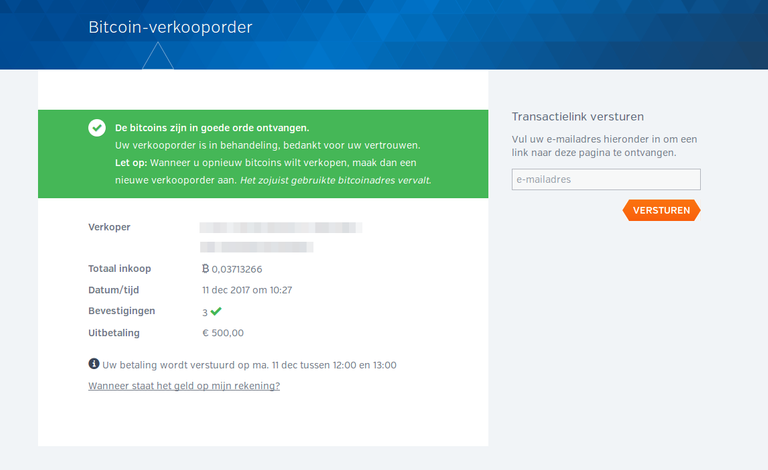 Bitcoin-verkooporder
De bitcoins zijn in goede orde ontvangen.
Uw verkooporder is in behandeling, bedankt voor uw vertrouwen.
Let op: Wanneer u opnieuw bitcoins wilt verkopen, maak dan een
nieuwe verkooporder aan. Het zojuist gebruikte bitcoinadres vervalt.
Verkoper
Totaal inkoop ₿ 0,03713266
Datum/tijd 11 dec 2017 om 10:27
Bevestigingen 3
Uitbetaling € 500,00
Uw betaling wordt verstuurd op ma. 11 dec tussen 12:00 en 13:00
Wanneer staat het geld op mijn rekening?
Transactielink versturen
Vul uw e-mailadres hieronder in om een
link naar deze pagina te ontvangen.
e-mailadres
VERSTUREN